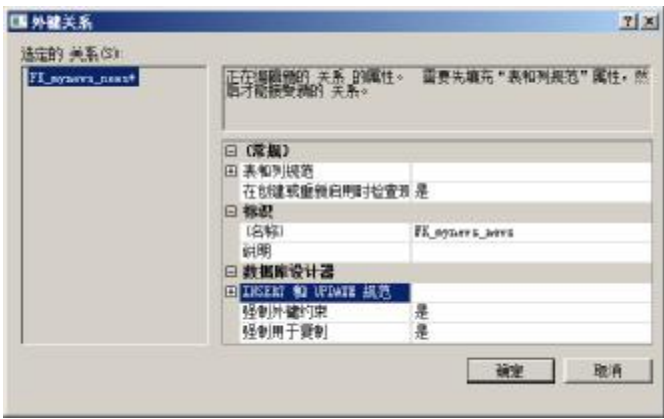 外键关系
选定的 关系(S):
FK_mynews_news*
正在编辑新的 关系 的属性。 需要先填充“表和列规范”属性，然
后才能接受新的 关系。
(常规)
表和列规范
在创建或重新启用时检查现 是
标识
(名称) FK_mynews_news
说明
数据库设计器
INSERT 和 UPDATE 规范
强制外键约束 是
强制用于复制 是
确定 取消